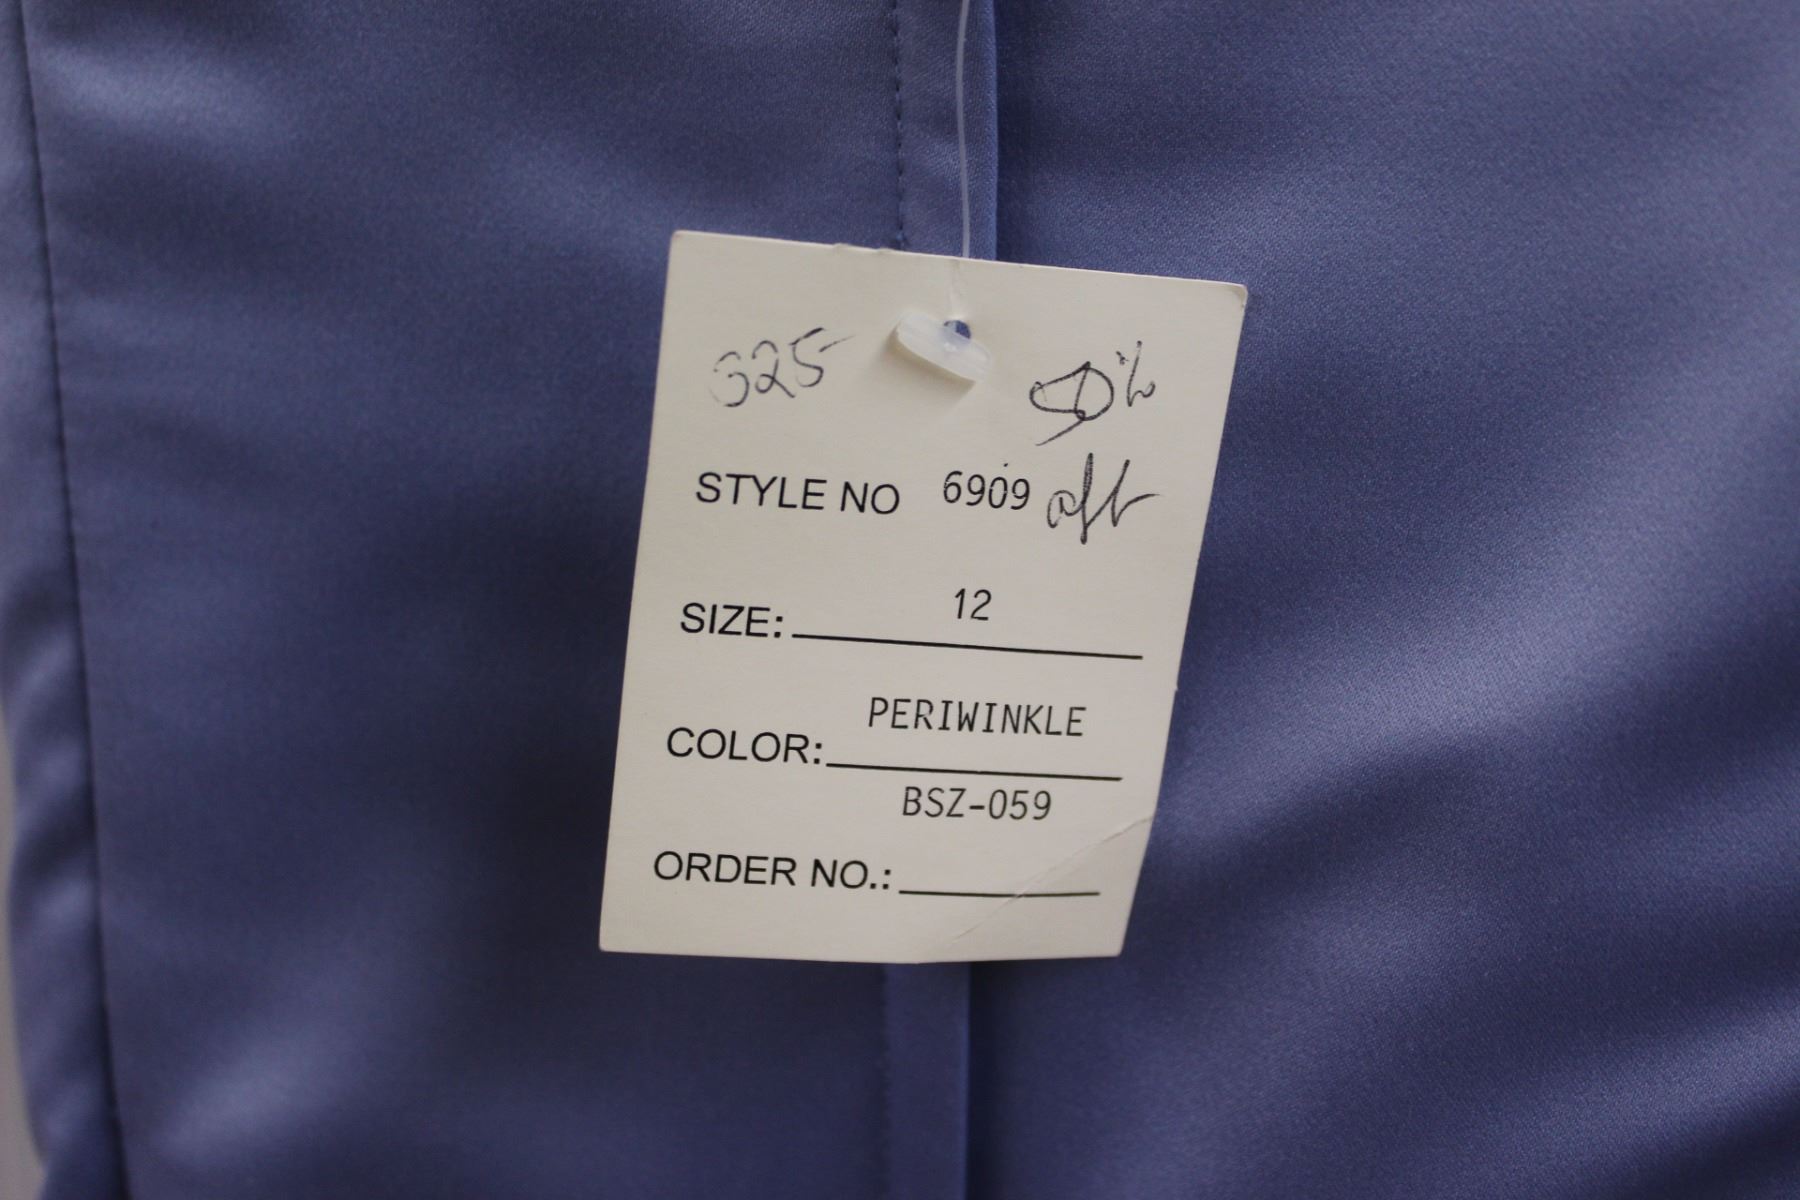 325
50%
STYLE NO 6909 off
SIZE: 12
COLOR: PERIWINKLE
BSZ-059
ORDER NO.: